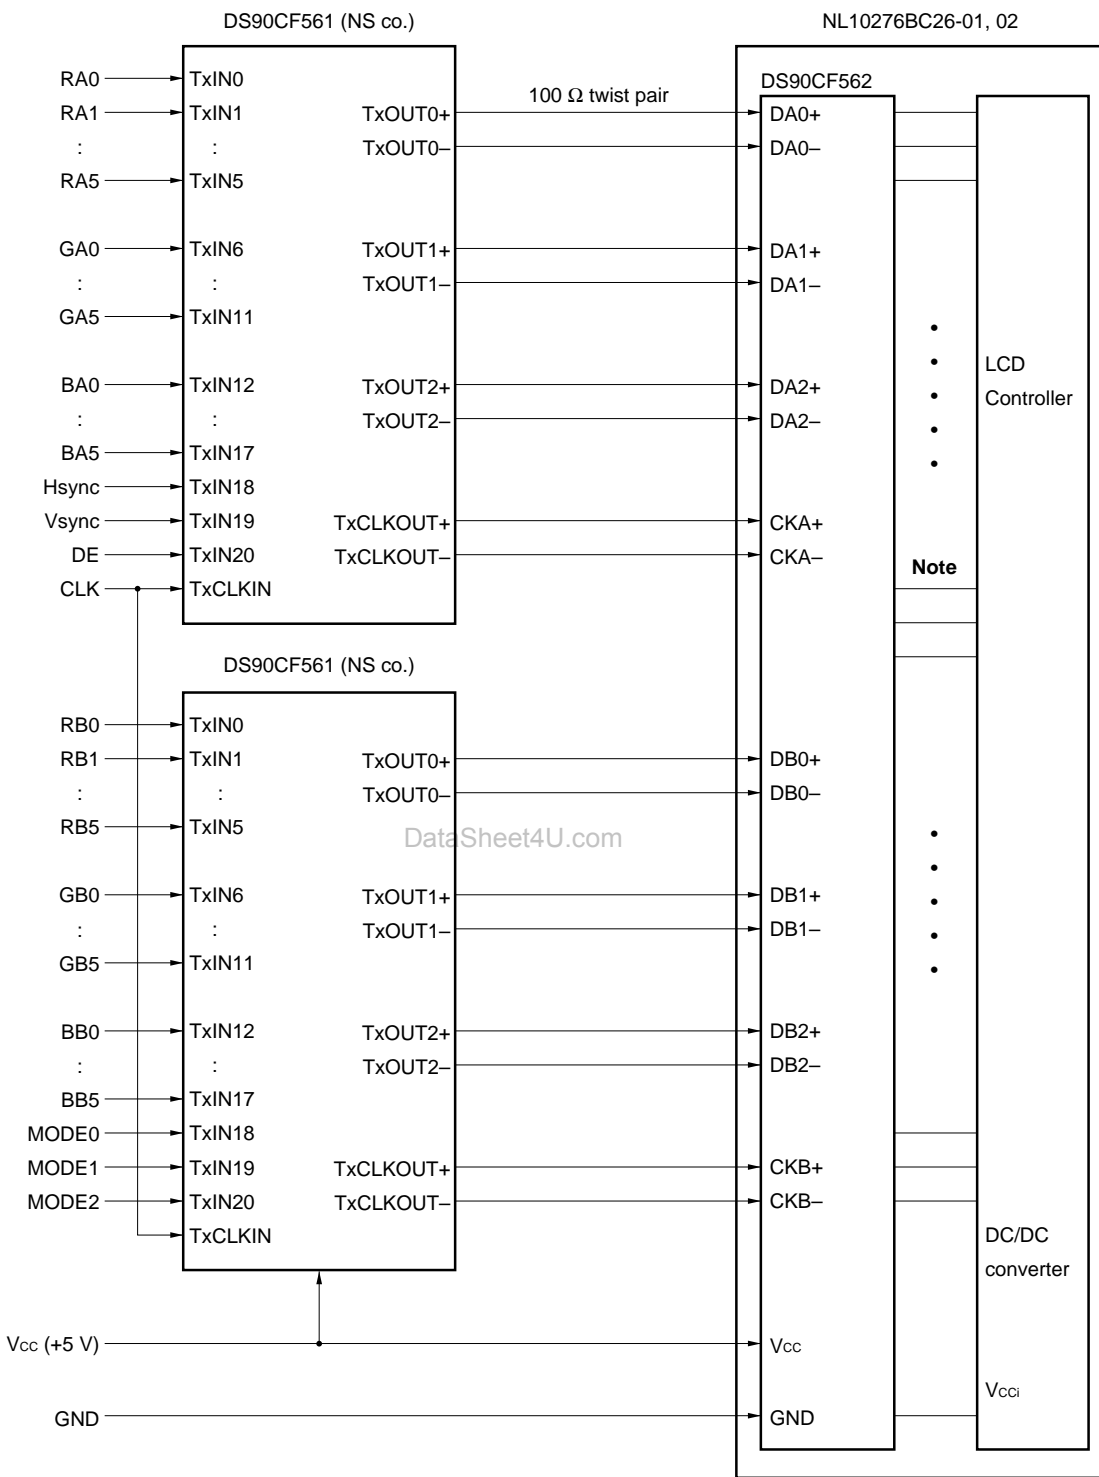 DS90CF561 (NS co.)
NL10276BC26-01, 02
RA0
RA1
:
RA5
GA0
:
GA5
BA0
:
BA5
Hsync
Vsync
DE
CLK
TxIN0
TxIN1
:
TxIN5
TxIN6
:
TxIN11
TxIN12
:
TxIN17
TxIN18
TxIN19
TxIN20
TxCLKIN
TxOUT0+
TxOUT0–
TxOUT1+
TxOUT1–
TxOUT2+
TxOUT2–
TxCLKOUT+
TxCLKOUT–
100 Ω twist pair
DS90CF562
DA0+
DA0–
DA1+
DA1–
DA2+
DA2–
CKA+
CKA–
Note
LCD
Controller
DS90CF561 (NS co.)
RB0
RB1
:
RB5
GB0
:
GB5
BB0
:
BB5
MODE0
MODE1
MODE2
TxIN0
TxIN1
:
TxIN5
TxIN6
:
TxIN11
TxIN12
:
TxIN17
TxIN18
TxIN19
TxIN20
TxCLKIN
TxOUT0+
TxOUT0–
TxOUT1+
TxOUT1–
TxOUT2+
TxOUT2–
TxCLKOUT+
TxCLKOUT–
DataSheet4U.com
DB0+
DB0–
DB1+
DB1–
DB2+
DB2–
CKB+
CKB–
DC/DC
converter
Vcc (+5 V)
Vcc
Vcci
GND
GND